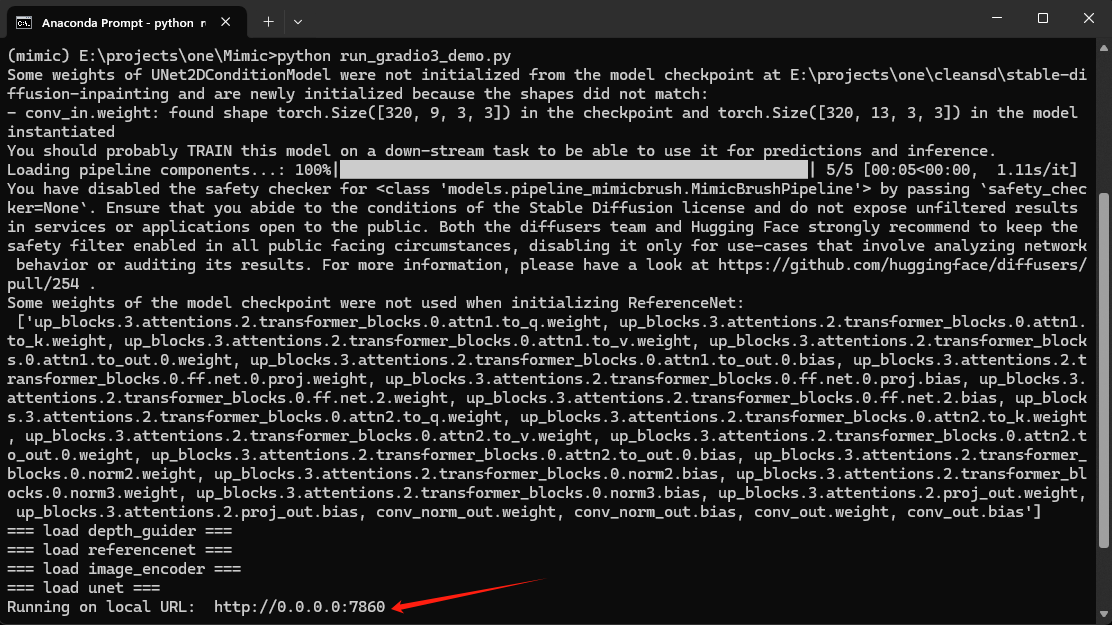 Anaconda Prompt - python r
(mimic) E:\projects\one\Mimic>python run_gradio3_demo.py
Some weights of UNet2DConditionModel were not initialized from the model checkpoint at E:\projects\one\cleansd\stable-di
ffusion-inpainting and are newly initialized because the shapes did not match:
- conv_in.weight: found shape torch.Size([320, 9, 3, 3]) in the checkpoint and torch.Size([320, 13, 3, 3]) in the model
instantiated
You should probably TRAIN this model on a down-stream task to be able to use it for predictions and inference.
Loading pipeline components...: 100%|                                                    | 5/5 [00:05<00:00,  1.11s/it]
You have disabled the safety checker for <class 'models.pipeline_mimicbrush.MimicBrushPipeline'> by passing `safety_chec
ker=None`. Ensure that you abide to the conditions of the Stable Diffusion license and do not expose unfiltered results
in services or applications open to the public. Both the diffusers team and Hugging Face strongly recommend to keep the
safety filter enabled in all public facing circumstances, disabling it only for use-cases that involve analyzing network
 behavior or auditing its results. For more information, please have a look at https://github.com/huggingface/diffusers/
pull/254 .
Some weights of the model checkpoint were not used when initializing ReferenceNet:
 ['up_blocks.3.attentions.2.transformer_blocks.0.attn1.to_q.weight, up_blocks.3.attentions.2.transformer_blocks.0.attn1.
to_k.weight, up_blocks.3.attentions.2.transformer_blocks.0.attn1.to_v.weight, up_blocks.3.attentions.2.transformer_block
s.0.attn1.to_out.0.weight, up_blocks.3.attentions.2.transformer_blocks.0.attn1.to_out.0.bias, up_blocks.3.attentions.2.t
ransformer_blocks.0.ff.net.0.proj.weight, up_blocks.3.attentions.2.transformer_blocks.0.ff.net.0.proj.bias, up_blocks.3.
attentions.2.transformer_blocks.0.ff.net.2.weight, up_blocks.3.attentions.2.transformer_blocks.0.ff.net.2.bias, up_block
s.3.attentions.2.transformer_blocks.0.attn2.to_q.weight, up_blocks.3.attentions.2.transformer_blocks.0.attn2.to_k.weight
, up_blocks.3.attentions.2.transformer_blocks.0.attn2.to_v.weight, up_blocks.3.attentions.2.transformer_blocks.0.attn2.t
o_out.0.weight, up_blocks.3.attentions.2.transformer_blocks.0.attn2.to_out.0.bias, up_blocks.3.attentions.2.transformer_
blocks.0.norm2.weight, up_blocks.3.attentions.2.transformer_blocks.0.norm2.bias, up_blocks.3.attentions.2.transformer_bl
ocks.0.norm3.weight, up_blocks.3.attentions.2.transformer_blocks.0.norm3.bias, up_blocks.3.attentions.2.proj_out.weight,
 up_blocks.3.attentions.2.proj_out.bias, conv_norm_out.weight, conv_norm_out.bias, conv_out.weight, conv_out.bias']
=== load depth_guider ===
=== load referencenet ===
=== load image_encoder ===
=== load unet ===
Running on local URL:  http://0.0.0.0:7860